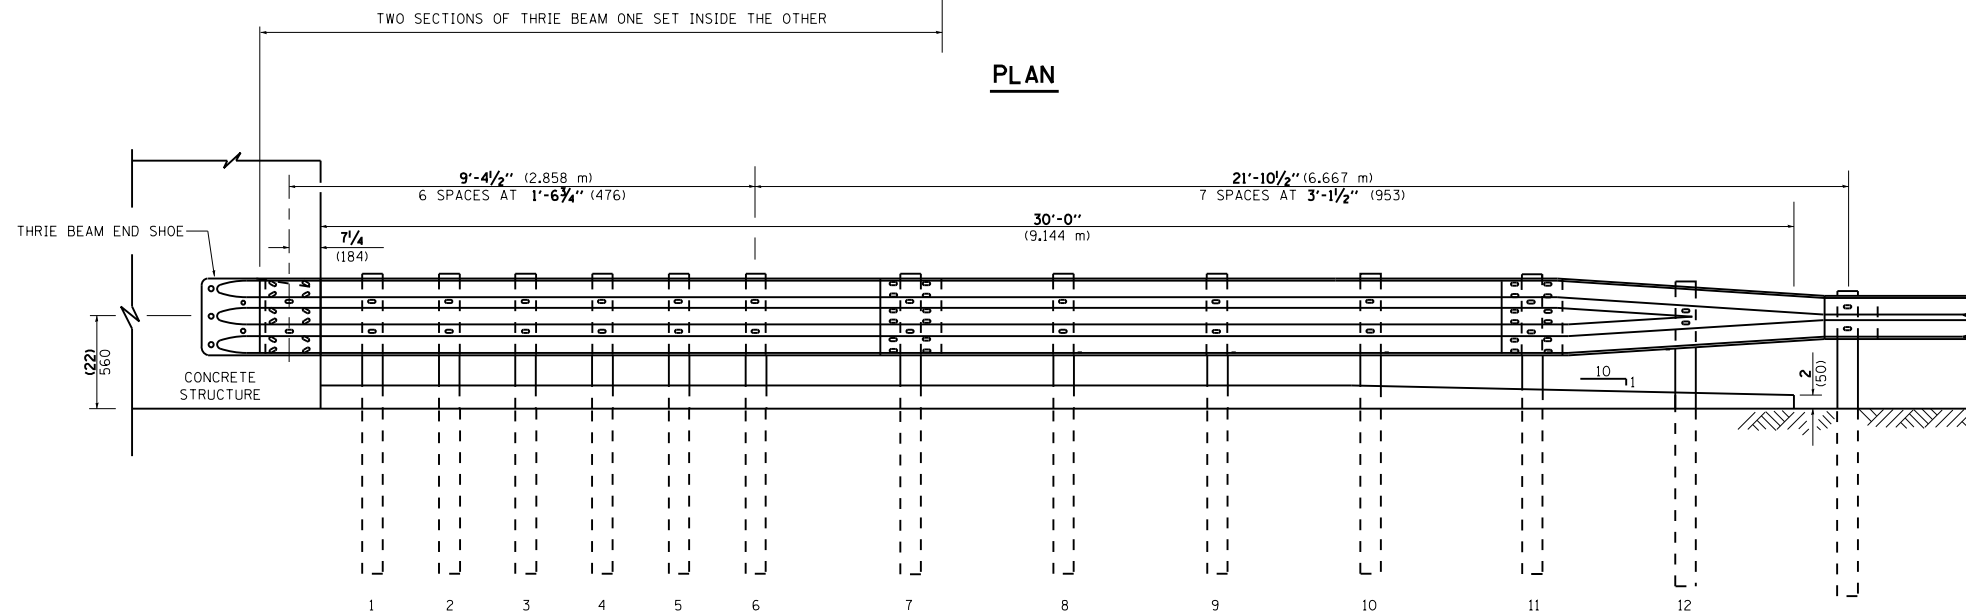 TWO SECTIONS OF THRIE BEAM ONE SET INSIDE THE OTHER
PLAN
9'-4½" (2.858 m)
6 SPACES AT 1'-6¾" (476)
21'-10½" (6.667 m)
7 SPACES AT 3'-1½" (953)
30'-0"
(9.144 m)
THRIE BEAM END SHOE
7¼
(184)
(22)
560
CONCRETE
STRUCTURE
10
1
2
(50)
1 2 3 4 5 6 7 8 9 10 11 12